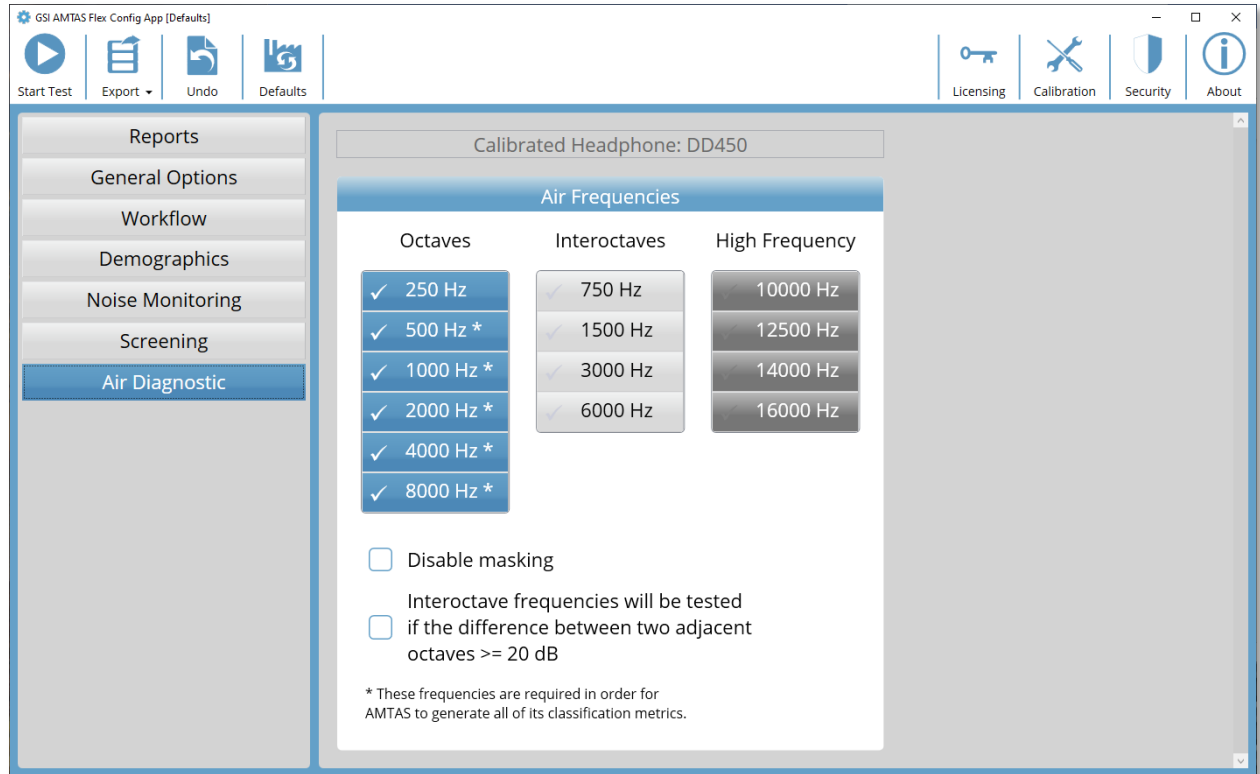 GSI AMTAS Flex Config App [Defaults]
Start Test
Export
Undo
Defaults
Licensing
Calibration
Security
About
Reports
General Options
Workflow
Demographics
Noise Monitoring
Screening
Air Diagnostic
Calibrated Headphone: DD450
Air Frequencies
Octaves
Interoctaves
High Frequency
250 Hz
750 Hz
10000 Hz
500 Hz *
1500 Hz
12500 Hz
1000 Hz *
3000 Hz
14000 Hz
2000 Hz *
6000 Hz
16000 Hz
4000 Hz *
8000 Hz *
Disable masking
Interoctave frequencies will be tested
if the difference between two adjacent
octaves >= 20 dB
* These frequencies are required in order for
AMTAS to generate all of its classification metrics.